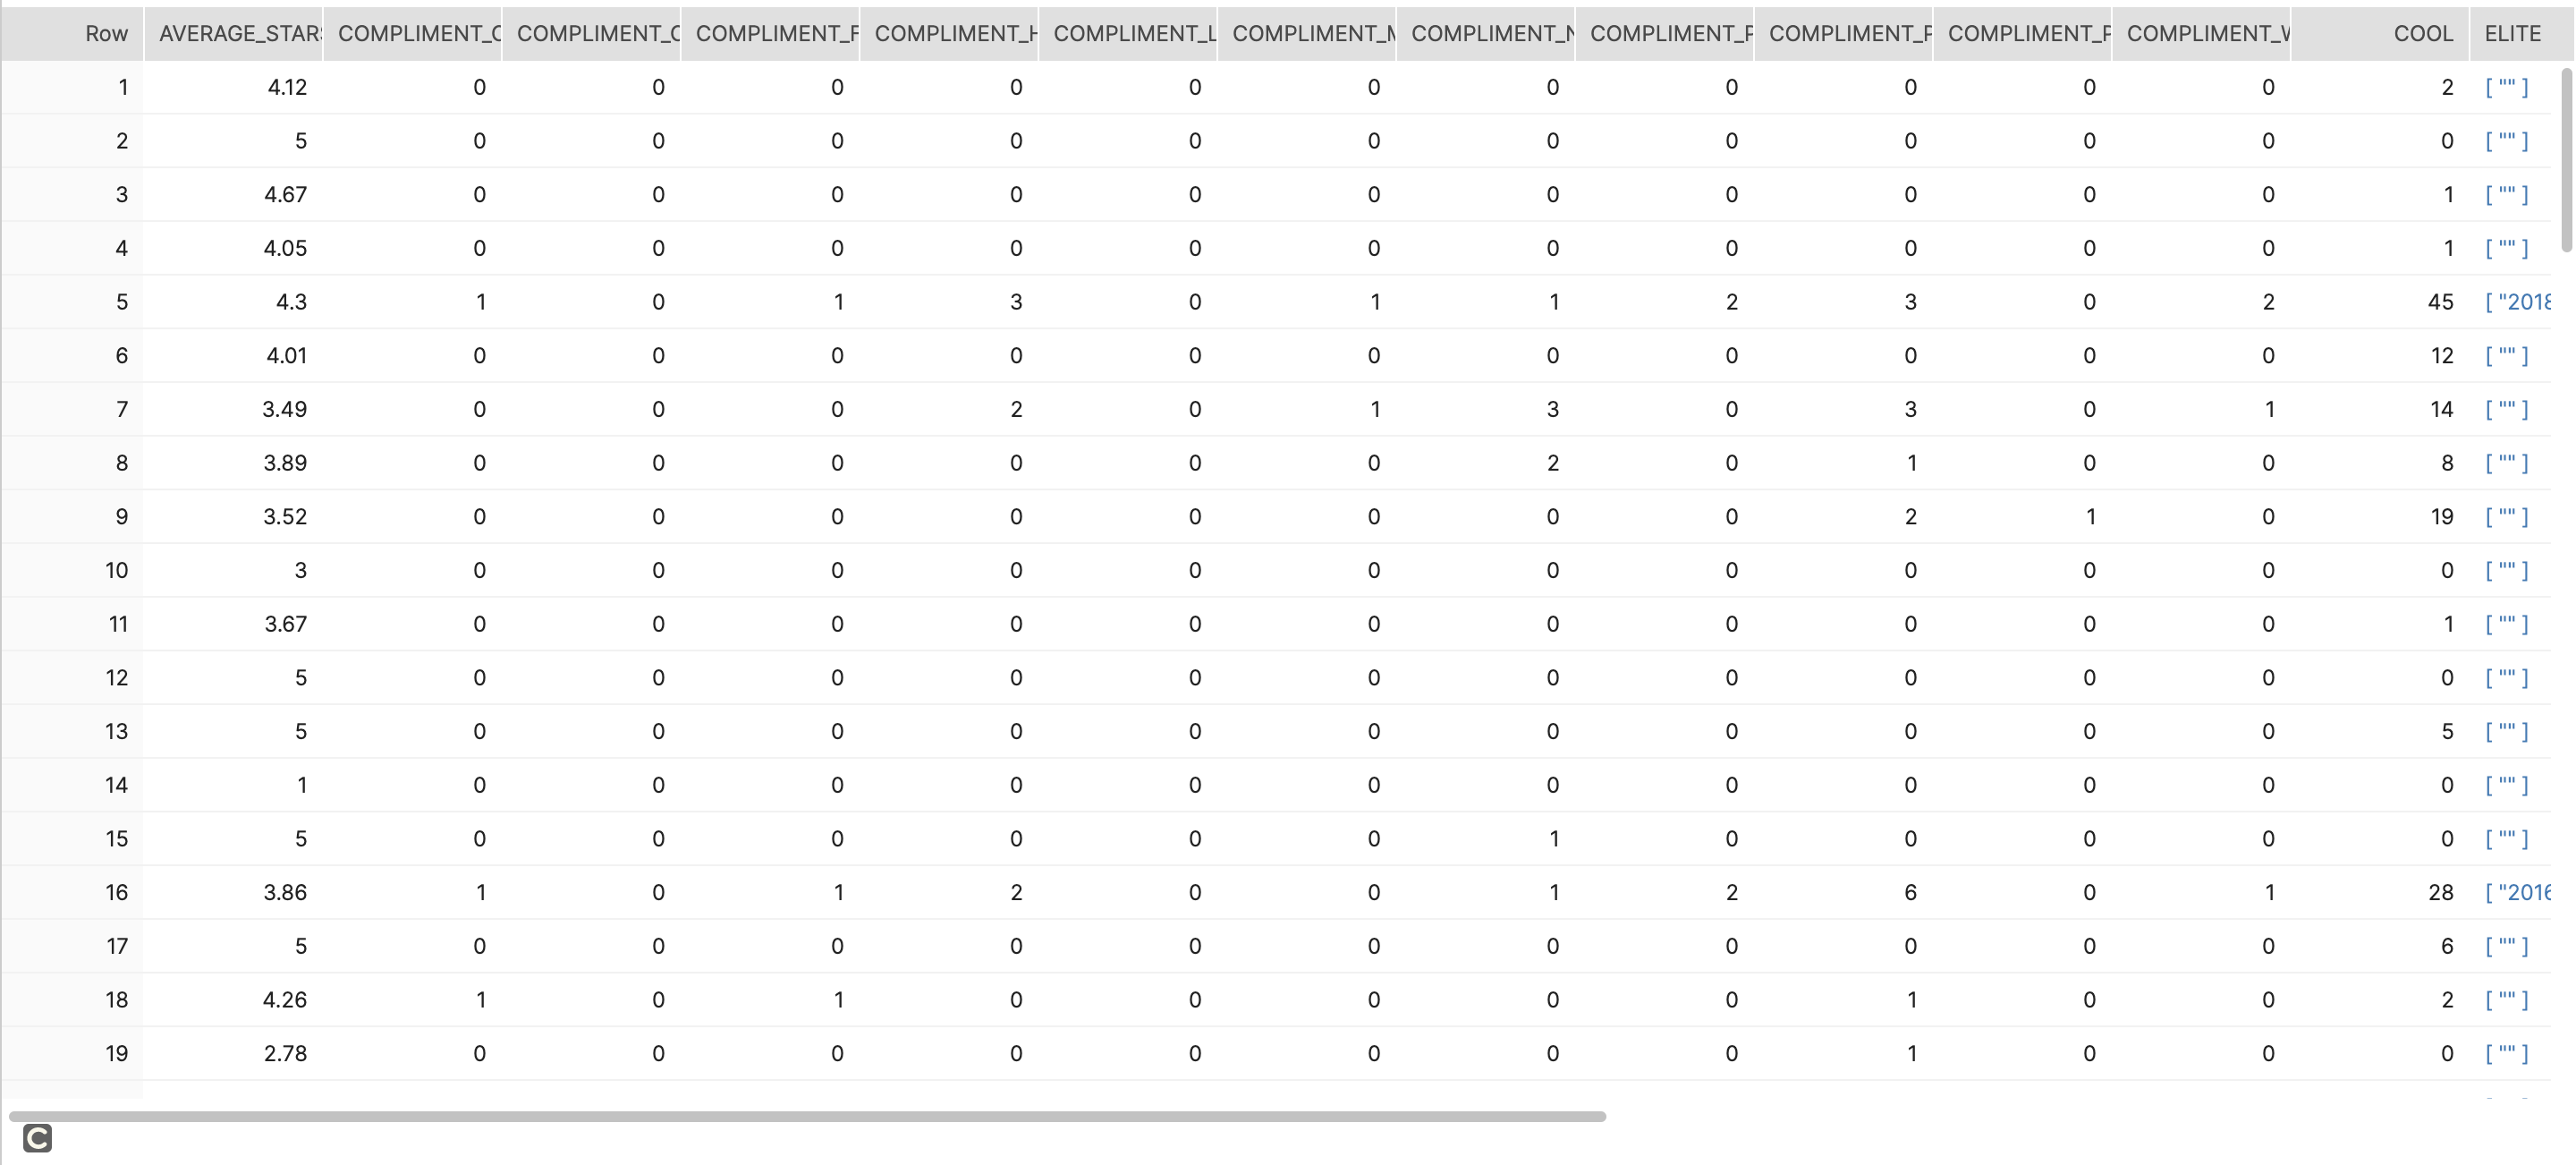 Row AVERAGE_STAR COMPLIMENT_C COMPLIMENT_C COMPLIMENT_F COMPLIMENT_H COMPLIMENT_L COMPLIMENT_M COMPLIMENT_N COMPLIMENT_P COMPLIMENT_P COMPLIMENT_P COMPLIMENT_W COOL ELITE
1 4.12 0 0 0 0 0 0 0 0 0 0 0 2 [ "" ]
2 5 0 0 0 0 0 0 0 0 0 0 0 0 [ "" ]
3 4.67 0 0 0 0 0 0 0 0 0 0 0 1 [ "" ]
4 4.05 0 0 0 0 0 0 0 0 0 0 0 1 [ "" ]
5 4.3 1 0 1 3 0 1 1 2 3 0 2 45 [ "2018
6 4.01 0 0 0 0 0 0 0 0 0 0 0 12 [ "" ]
7 3.49 0 0 0 2 0 1 3 0 3 0 1 14 [ "" ]
8 3.89 0 0 0 0 0 0 2 0 1 0 0 8 [ "" ]
9 3.52 0 0 0 0 0 0 0 0 2 1 0 19 [ "" ]
10 3 0 0 0 0 0 0 0 0 0 0 0 0 [ "" ]
11 3.67 0 0 0 0 0 0 0 0 0 0 0 1 [ "" ]
12 5 0 0 0 0 0 0 0 0 0 0 0 0 [ "" ]
13 5 0 0 0 0 0 0 0 0 0 0 0 5 [ "" ]
14 1 0 0 0 0 0 0 0 0 0 0 0 0 [ "" ]
15 5 0 0 0 0 0 0 1 0 0 0 0 0 [ "" ]
16 3.86 1 0 1 2 0 0 1 2 6 0 1 28 [ "2016
17 5 0 0 0 0 0 0 0 0 0 0 0 6 [ "" ]
18 4.26 1 0 1 0 0 0 0 0 1 0 0 2 [ "" ]
19 2.78 0 0 0 0 0 0 0 0 1 0 0 0 [ "" ]
C